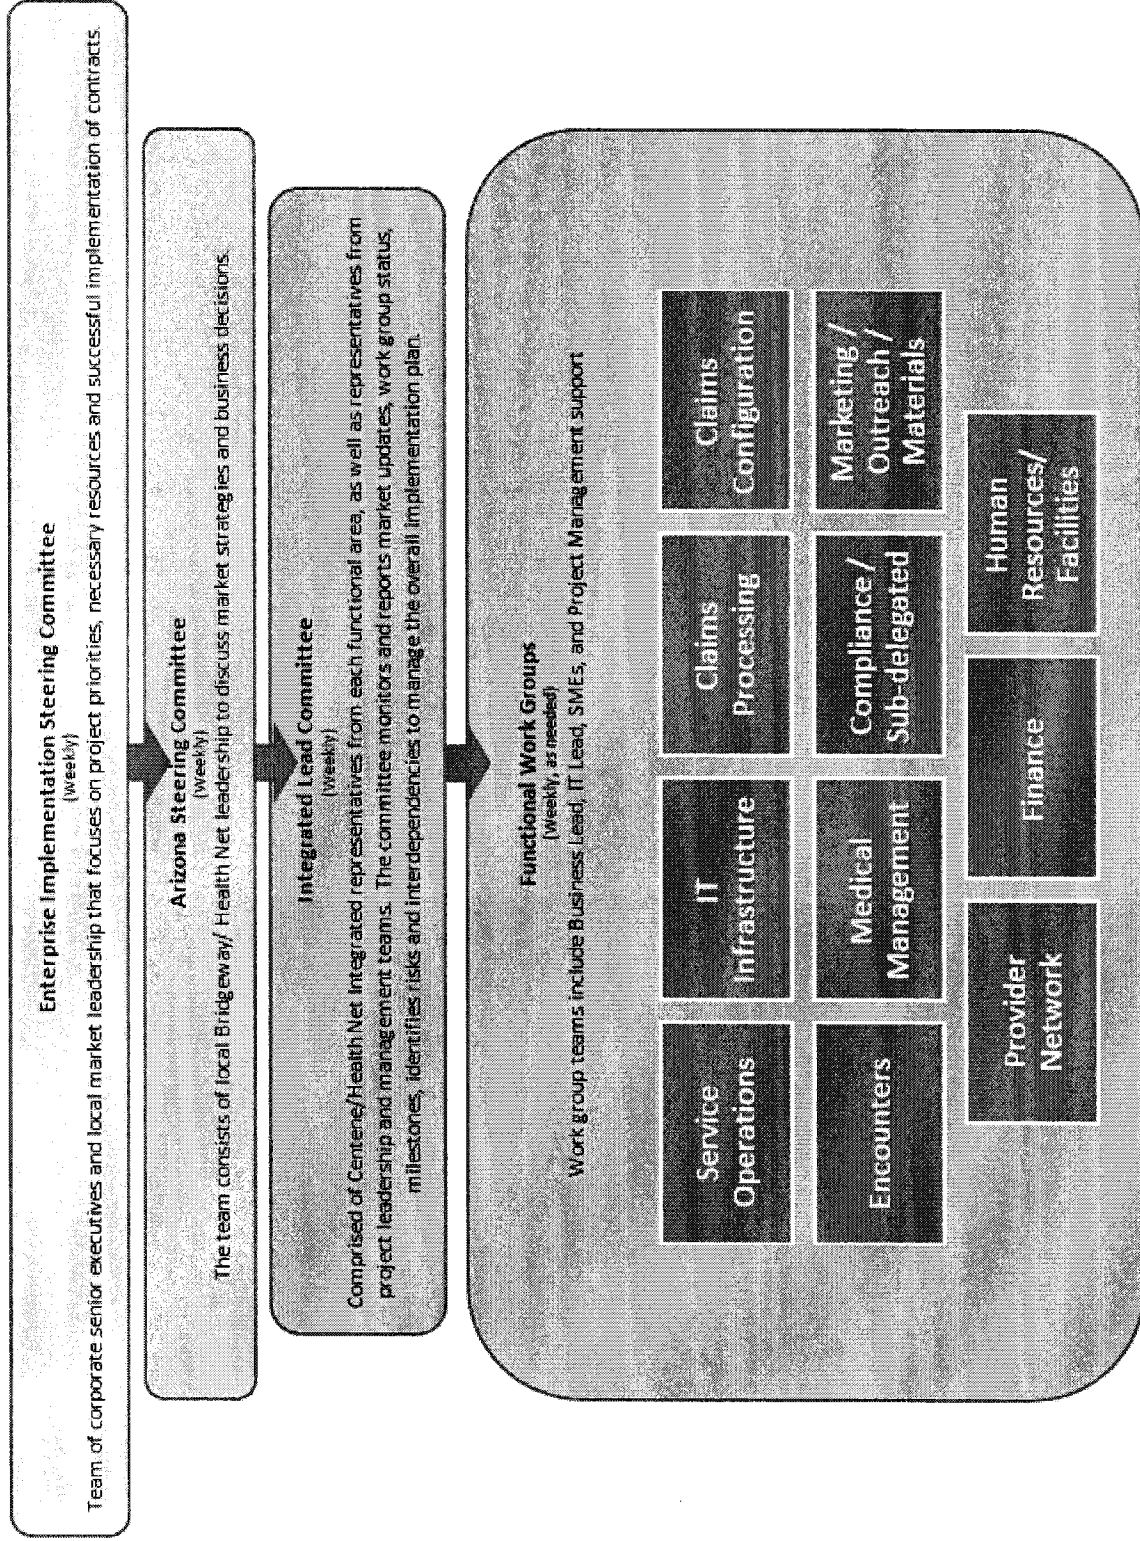 Enterprise Implementation Steering Committee
(Weekly)
Team of corporate senior executives and local market leadership that focuses on project priorities, necessary resources and successful implementation of contracts.
Arizona Steering Committee
(Weekly)
The team consists of local Bridgeway/ Health Net leadership to discuss market strategies and business decisions.
Integrated Lead Committee
(Weekly)
Comprised of Centene/Health Net Integrated representatives from each functional area, as well as representatives from
project leadership and management teams. The committee monitors and reports market updates, work group status,
milestones, identifies risks and interdependencies to manage the overall implementation plan.
Functional Work Groups
(Weekly, as needed)
Work group teams include Business Lead, IT Lead, SMEs, and Project Management support
Service
Operations
IT
Infrastructure
Claims
Processing
Claims
Configuration
Encounters
Medical
Management
Compliance /
Sub-delegated
Marketing /
Outreach /
Materials
Provider
Network
Finance
Human
Resources/
Facilities